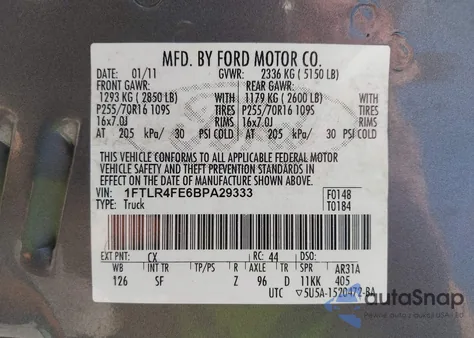 MFD. BY FORD MOTOR CO.
DATE: 01/11 GVWR: 2336 KG ( 5150 LB)
FRONT GAWR: REAR GAWR:
1293 KG ( 2850 LB) WITH 1179 KG ( 2600 LB) WITH
P255/70R16 109S TIRES P255/70R16 109S TIRES
16x7.0J RIMS 16x7.0J RIMS
AT 205 kPa/ 30 PSI COLD AT 205 kPa/ 30 PSI COLD
THIS VEHICLE CONFORMS TO ALL APPLICABLE FEDERAL MOTOR
VEHICLE SAFETY AND THEFT PREVENTION STANDARDS IN
EFFECT ON THE DATE OF MANUFACTURE SHOWN ABOVE.
VIN: 1FTLR4FE6BPA29333 F0148
TYPE: Truck T0184
EXT PNT: CX RC: 44 DSO:
WB INT TR TP/PS R AXLE TR SPR AR31A
126 SF Z 96 D 11KK 405
UTC ▽5U5A-1520472-BA
autoSnap